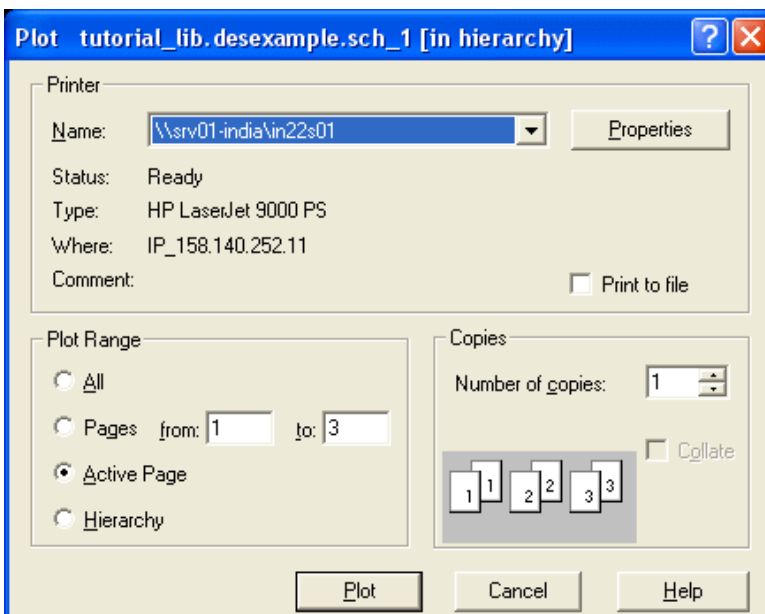 Plot tutorial_lib.desexample.sch_1 [in hierarchy]
Printer
Name: \\srv01-india\in22s01 Properties
Status: Ready
Type: HP LaserJet 9000 PS
Where: IP_158.140.252.11
Comment: Print to file
Plot Range
All
Pages from: 1 to: 3
Active Page
Hierarchy
Copies
Number of copies: 1
Collate
1 1 2 2 3 3
Plot Cancel Help